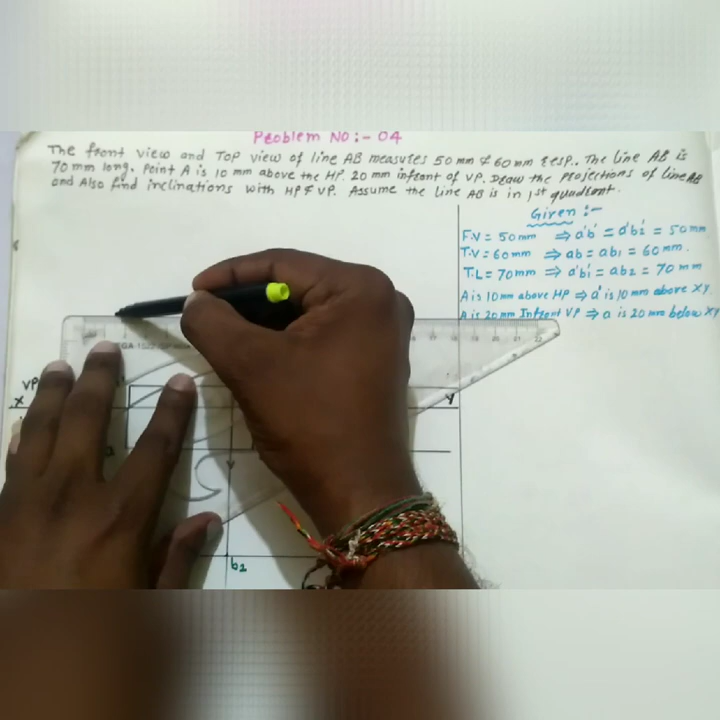 Problem NO:- 04
The front view and Top view of line AB measures 50 mm & 60 mm resp.. The line AB is
70 mm long. Point A is 10 mm above the HP. 20 mm infront of VP. Draw the projections of line AB
and Also find inclinations with HP & VP. Assume the line AB is in 1st quadrant.
Given :-
F.V = 50 mm ⇒ a'b' = a'b2' = 50 mm
T.V = 60 mm ⇒ ab = ab1 = 60 mm.
T.L = 70 mm ⇒ a'b1' = ab2 = 70 mm
A is 10 mm above HP ⇒ a' is 10 mm above XY.
A is 20 mm Infront VP ⇒ a is 20 mm below XY
VP
X
Y
b2